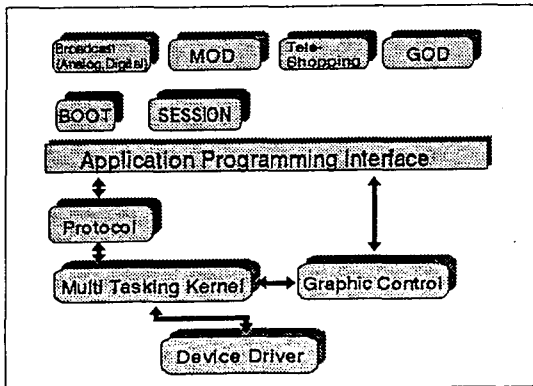 Broadcast
(Analog,Digital)
MOD
Tele-
Shopping
GOD
BOOT
SESSION
Application Programming Interface
Protocol
Multi Tasking Kernel
Graphic Control
Device Driver